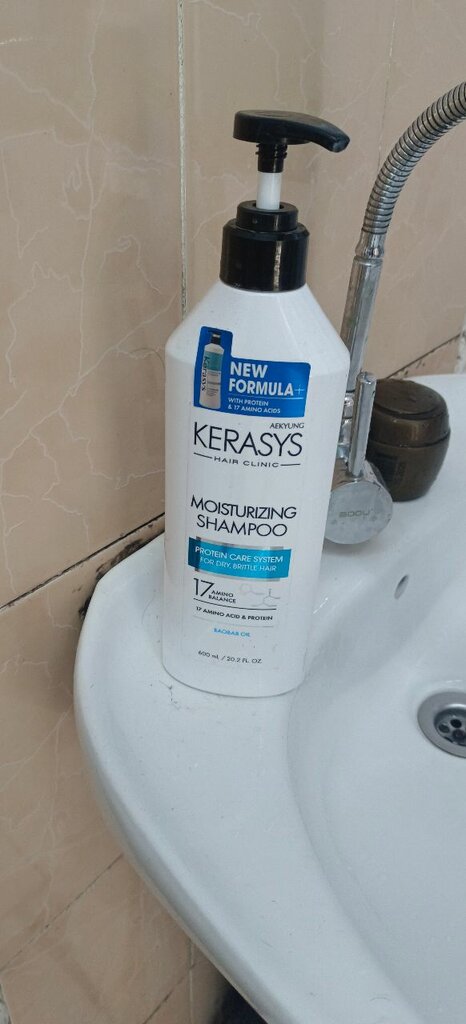 NEW
FORMULA+
WITH PROTEIN
& 17 AMINO ACIDS
AEKYUNG
KERASYS
HAIR CLINIC
MOISTURIZING
SHAMPOO
PROTEIN CARE SYSTEM
FOR DRY, BRITTLE HAIR
17 AMINO
BALANCE
17 AMINO ACID & PROTEIN
BAOBAB OIL
600 mL / 20.2 FL. OZ.
KERASYS